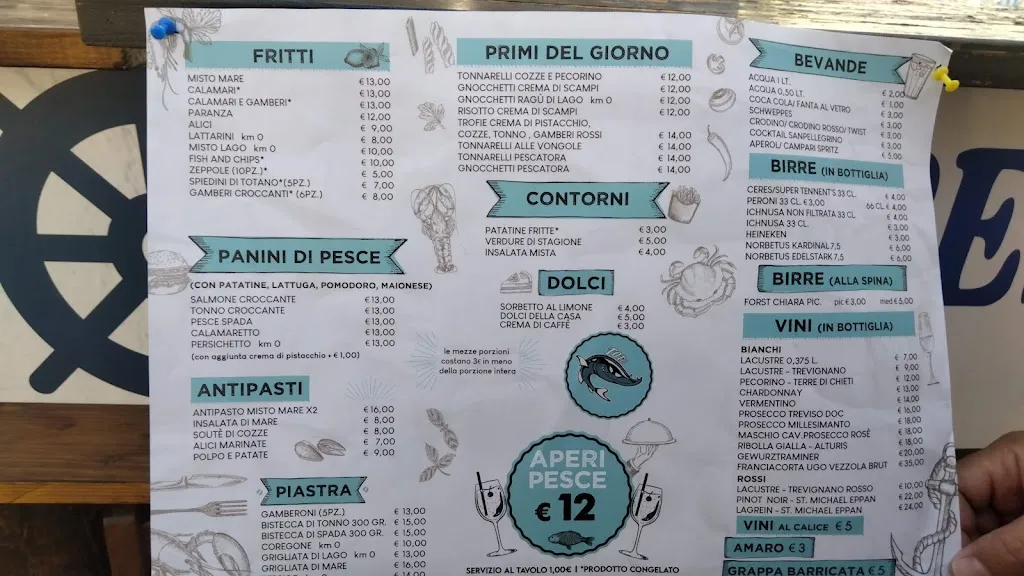 FRITTI
MISTO MARE € 13,00
CALAMARI* € 13,00
CALAMARI E GAMBERI* € 13,00
PARANZA € 12,00
ALICI € 9,00
LATTARINI km 0 € 8,00
MISTO LAGO km 0 € 10,00
FISH AND CHIPS* € 10,00
ZEPPOLE (10PZ.)* € 5,00
SPIEDINI DI TOTANO*(5PZ.) € 7,00
GAMBERI CROCCANTI* (6PZ.) € 8,00
PANINI DI PESCE
(CON PATATINE, LATTUGA, POMODORO, MAIONESE)
SALMONE CROCCANTE € 13,00
TONNO CROCCANTE € 13,00
PESCE SPADA € 13,00
CALAMARETTO € 13,00
PERSICHETTO km 0 € 13,00
(con aggiunta crema di pistacchio + € 1,00)
ANTIPASTI
ANTIPASTO MISTO MARE X2 € 16,00
INSALATA DI MARE € 8,00
SOUTÈ DI COZZE € 8,00
ALICI MARINATE € 7,00
POLPO E PATATE € 9,00
PIASTRA
GAMBERONI (5PZ.) € 13,00
BISTECCA DI TONNO 300 GR. € 15,00
BISTECCA DI SPADA 300 GR. € 15,00
COREGONE km 0 € 10,00
GRIGLIATA DI LAGO km 0 € 13,00
GRIGLIATA DI MARE € 16,00
PRIMI DEL GIORNO
TONNARELLI COZZE E PECORINO € 12,00
GNOCCHETTI CREMA DI SCAMPI € 12,00
GNOCCHETTI RAGÙ DI LAGO km 0 € 12,00
RISOTTO CREMA DI SCAMPI € 12,00
TROFIE CREMA DI PISTACCHIO,
COZZE, TONNO , GAMBERI ROSSI € 14,00
TONNARELLI ALLE VONGOLE € 14,00
TONNARELLI PESCATORA € 14,00
GNOCCHETTI PESCATORA € 14,00
CONTORNI
PATATINE FRITTE* € 3,00
VERDURE DI STAGIONE € 5,00
INSALATA MISTA € 4,00
DOLCI
SORBETTO AL LIMONE € 4,00
DOLCI DELLA CASA € 5,00
CREMA DI CAFFÈ € 3,00
le mezze porzioni
costano 3€ in meno
della porzione intera
APERI
PESCE
€ 12
SERVIZIO AL TAVOLO 1,00€ | *PRODOTTO CONGELATO
BEVANDE
ACQUA 1 LT. € 2,00
ACQUA 0,50 LT. € 1,00
COCA COLA/ FANTA AL VETRO € 3,00
SCHWEPPES € 3,00
CRODINO/ CRODINO ROSSO/ TWIST € 3,00
COCKTAIL SANPELLEGRINO € 3,00
APEROL/ CAMPARI SPRITZ € 5,00
BIRRE (IN BOTTIGLIA)
CERES/SUPER TENNENT'S 33 CL. € 4,00
PERONI 33 CL. € 3,00 66 CL. € 4,00
ICHNUSA NON FILTRATA 33 CL. € 4,00
ICHNUSA 33 CL. € 3,00
HEINEKEN € 3,00
NORBETUS KARDINAL 7,5 € 6,00
NORBETUS EDELSTARK 7,5 € 6,00
BIRRE (ALLA SPINA)
FORST CHIARA PIC. pic € 3,00 med € 5,00
VINI (IN BOTTIGLIA)
BIANCHI
LACUSTRE 0,375 L. € 7,00
LACUSTRE - TREVIGNANO € 9,00
PECORINO - TERRE DI CHIETI € 12,00
CHARDONNAY € 13,00
VERMENTINO € 14,00
PROSECCO TREVISO DOC € 16,00
PROSECCO MILLESIMANTO € 18,00
MASCHIO CAV. PROSECCO ROSÈ € 18,00
RIBOLLA GIALLA - ALTURIS € 18,00
GEWURZTRAMINER € 20,00
FRANCIACORTA UGO VEZZOLA BRUT € 35,00
ROSSI
LACUSTRE - TREVIGNANO ROSSO € 10,00
PINOT NOIR - ST. MICHAEL EPPAN € 22,00
LAGREIN - ST. MICHAEL EPPAN € 24,00
VINI AL CALICE € 5
AMARO € 3
GRAPPA BARRICATA € 5